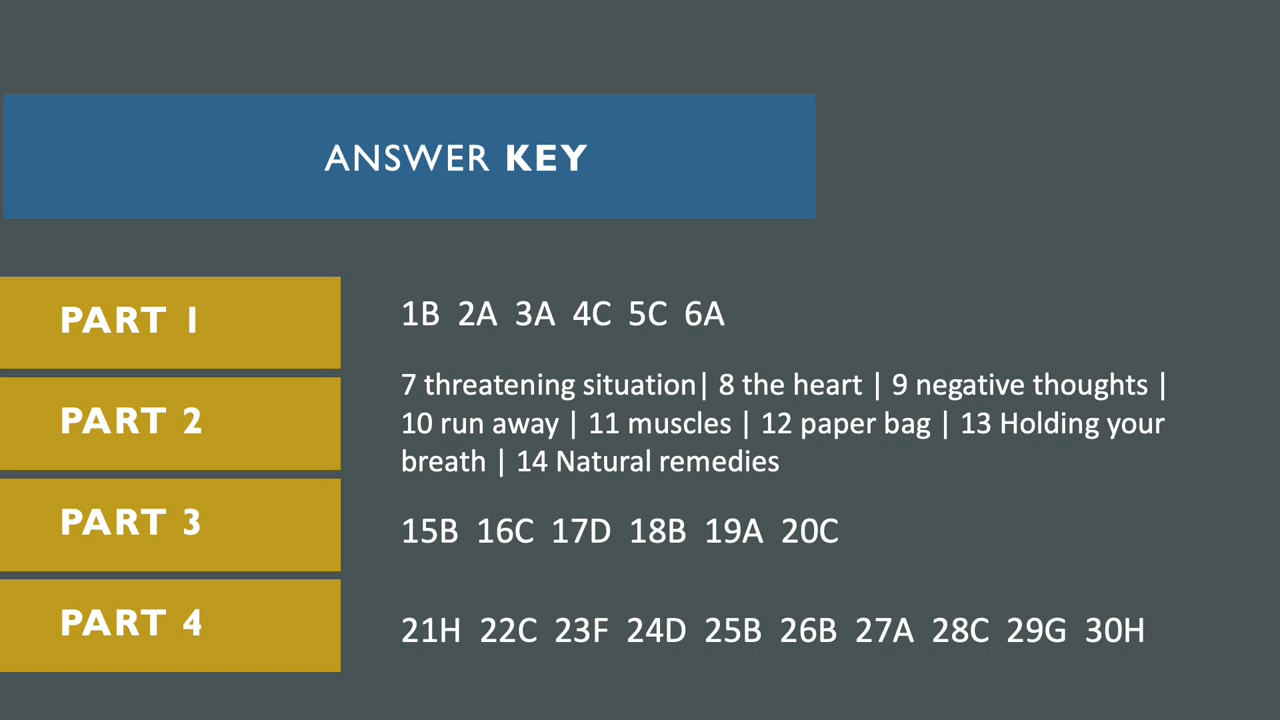 ANSWER KEY
PART 1
1B 2A 3A 4C 5C 6A
PART 2
7 threatening situation| 8 the heart | 9 negative thoughts |
10 run away | 11 muscles | 12 paper bag | 13 Holding your
breath | 14 Natural remedies
PART 3
15B 16C 17D 18B 19A 20C
PART 4
21H 22C 23F 24D 25B 26B 27A 28C 29G 30H